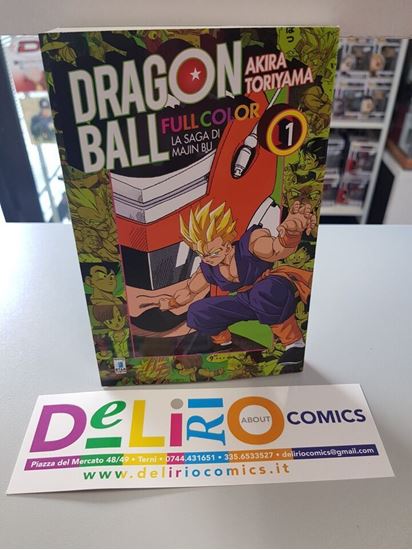 DRAGON
BALL
AKIRA
TORIYAMA
FULL COLOR
LA SAGA DI
MAJIN BU
1
DeLiRiO
ABOUT
COMICS
Piazza del Mercato 48/49 • Terni • 0744.431651 • 335.6533527 • deliriocomics@gmail.com
www.deliriocomics.it